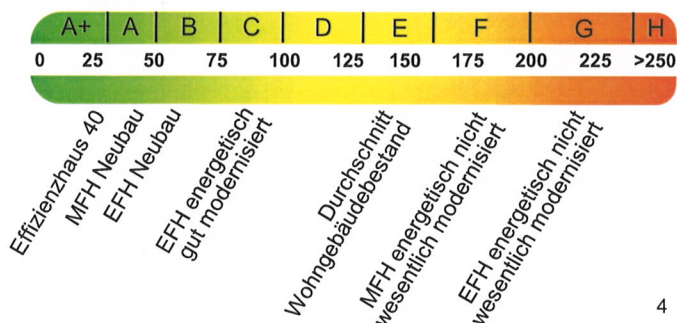 A+ A B C D E F G H
0 25 50 75 100 125 150 175 200 225 >250
Effizienzhaus 40
MFH Neubau
EFH Neubau
EFH energetisch
gut modernisiert
Durchschnitt
Wohngebäudebestand
MFH energetisch nicht
wesentlich modernisiert
EFH energetisch nicht
wesentlich modernisiert
4